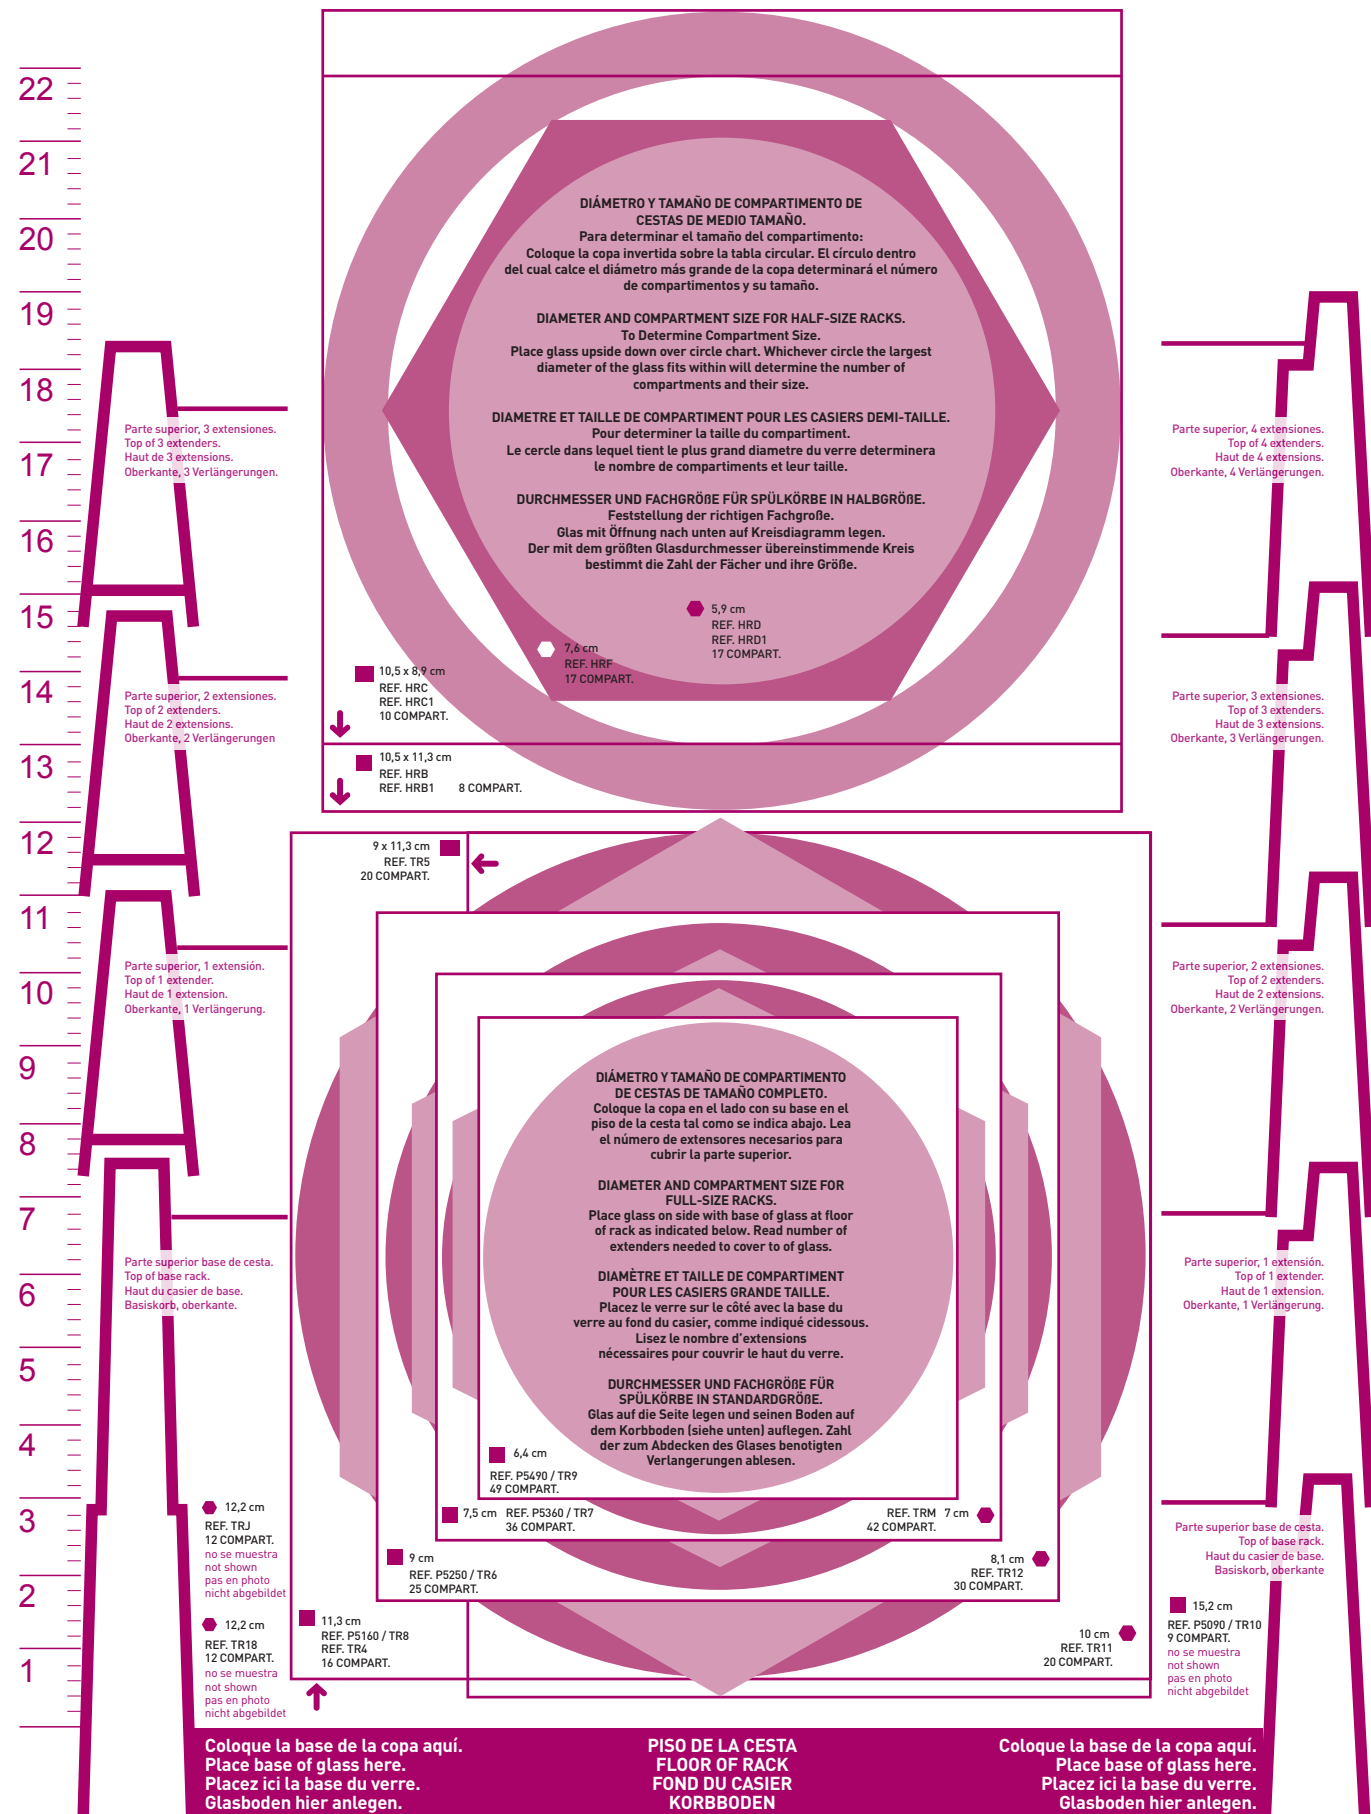 22
21
20
19
18
17
16
15
14
13
12
11
10
9
8
7
6
5
4
3
2
1
Parte superior, 3 extensiones.
Top of 3 extenders.
Haut de 3 extensions.
Oberkante, 3 Verlängerungen.
Parte superior, 2 extensiones.
Top of 2 extenders.
Haut de 2 extensions.
Oberkante, 2 Verlängerungen
Parte superior, 1 extensión.
Top of 1 extender.
Haut de 1 extension.
Oberkante, 1 Verlängerung.
Parte superior base de cesta.
Top of base rack.
Haut du casier de base.
Basiskorb, oberkante.
DIÁMETRO Y TAMAÑO DE COMPARTIMENTO DE
CESTAS DE MEDIO TAMAÑO.
Para determinar el tamaño del compartimento:
Coloque la copa invertida sobre la tabla circular. El círculo dentro
del cual calce el diámetro más grande de la copa determinará el número
de compartimentos y su tamaño.
DIAMETER AND COMPARTMENT SIZE FOR HALF-SIZE RACKS.
To Determine Compartment Size.
Place glass upside down over circle chart. Whichever circle the largest
diameter of the glass fits within will determine the number of
compartments and their size.
DIAMETRE ET TAILLE DE COMPARTIMENT POUR LES CASIERS DEMI-TAILLE.
Pour determiner la taille du compartiment.
Le cercle dans lequel tient le plus grand diametre du verre determinera
le nombre de compartiments et leur taille.
DURCHMESSER UND FACHGRÖßE FÜR SPÜLKÖRBE IN HALBGRÖßE.
Feststellung der richtigen Fachgroße.
Glas mit Öffnung nach unten auf Kreisdiagramm legen.
Der mit dem größten Glasdurchmesser übereinstimmende Kreis
bestimmt die Zahl der Fächer und ihre Größe.
5,9 cm
REF. HRD
REF. HRD1
17 COMPART.
7,6 cm
REF. HRF
17 COMPART.
10,5 x 8,9 cm
REF. HRC
REF. HRC1
10 COMPART.
10,5 x 11,3 cm
REF. HRB
REF. HRB1 8 COMPART.
9 x 11,3 cm
REF. TR5
20 COMPART.
DIÁMETRO Y TAMAÑO DE COMPARTIMENTO
DE CESTAS DE TAMAÑO COMPLETO.
Coloque la copa en el lado con su base en el
piso de la cesta tal como se indica abajo. Lea
el número de extensores necesarios para
cubrir la parte superior.
DIAMETER AND COMPARTMENT SIZE FOR
FULL-SIZE RACKS.
Place glass on side with base of glass at floor
of rack as indicated below. Read number of
extenders needed to cover to of glass.
DIAMÈTRE ET TAILLE DE COMPARTIMENT
POUR LES CASIERS GRANDE TAILLE.
Placez le verre sur le côté avec la base du
verre au fond du casier, comme indiqué cidessous.
Lisez le nombre d'extensions
nécessaires pour couvrir le haut du verre.
DURCHMESSER UND FACHGRÖßE FÜR
SPÜLKÖRBE IN STANDARDGRÖßE.
Glas auf die Seite legen und seinen Boden auf
dem Korbboden (siehe unten) auflegen. Zahl
der zum Abdecken des Glases benotigten
Verlangerungen ablesen.
6,4 cm
REF. P5490 / TR9
49 COMPART.
7,5 cm REF. P5360 / TR7
36 COMPART.
REF. TRM 7 cm
42 COMPART.
9 cm
REF. P5250 / TR6
25 COMPART.
8,1 cm
REF. TR12
30 COMPART.
11,3 cm
REF. P5160 / TR8
REF. TR4
16 COMPART.
10 cm
REF. TR11
20 COMPART.
12,2 cm
REF. TRJ
12 COMPART.
no se muestra
not shown
pas en photo
nicht abgebildet
12,2 cm
REF. TR18
12 COMPART.
no se muestra
not shown
pas en photo
nicht abgebildet
Parte superior, 4 extensiones.
Top of 4 extenders.
Haut de 4 extensions.
Oberkante, 4 Verlängerungen.
Parte superior, 3 extensiones.
Top of 3 extenders.
Haut de 3 extensions.
Oberkante, 3 Verlängerungen.
Parte superior, 2 extensiones.
Top of 2 extenders.
Haut de 2 extensions.
Oberkante, 2 Verlängerungen.
Parte superior, 1 extensión.
Top of 1 extender.
Haut de 1 extension.
Oberkante, 1 Verlängerung.
Parte superior base de cesta.
Top of base rack.
Haut du casier de base.
Basiskorb, oberkante
15,2 cm
REF. P5090 / TR10
9 COMPART.
no se muestra
not shown
pas en photo
nicht abgebildet
Coloque la base de la copa aquí.
Place base of glass here.
Placez ici la base du verre.
Glasboden hier anlegen.
PISO DE LA CESTA
FLOOR OF RACK
FOND DU CASIER
KORBBODEN
Coloque la base de la copa aquí.
Place base of glass here.
Placez ici la base du verre.
Glasboden hier anlegen.